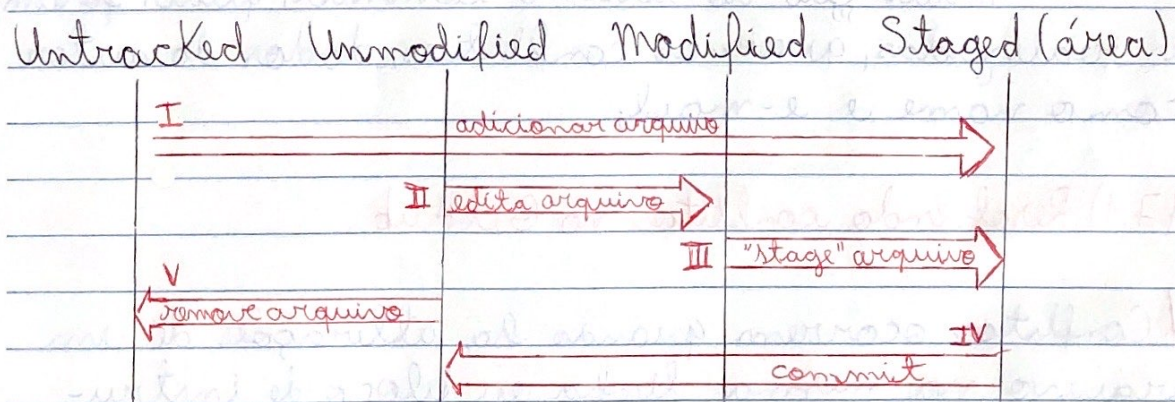 Untracked Unmodified Modified Staged (área)
I adicionar arquivo
II edita arquivo
III "stage" arquivo
V
remove arquivo
IV
commit